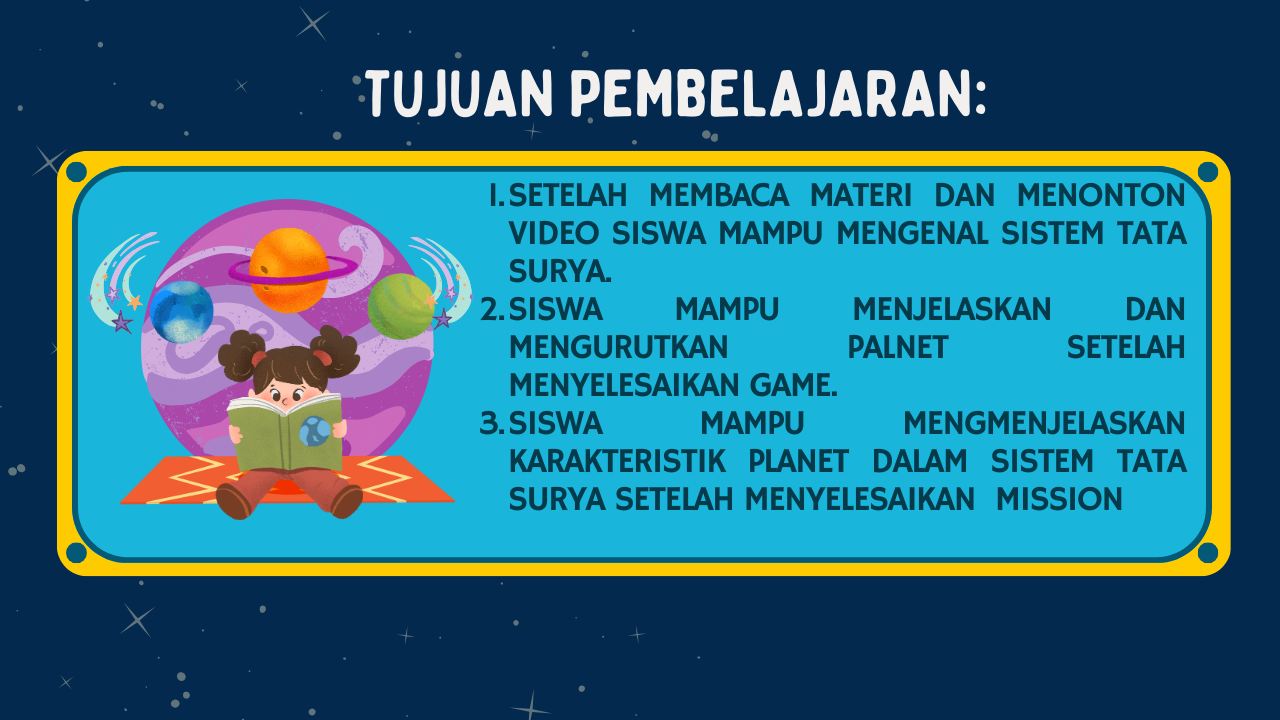 TUJUAN PEMBELAJARAN:
1. SETELAH MEMBACA MATERI DAN MENONTON
VIDEO SISWA MAMPU MENGENAL SISTEM TATA
SURYA.
2. SISWA MAMPU MENJELASKAN DAN
MENGURUTKAN PALNET SETELAH
MENYELESAIKAN GAME.
3. SISWA MAMPU MENGMENJELASKAN
KARAKTERISTIK PLANET DALAM SISTEM TATA
SURYA SETELAH MENYELESAIKAN MISSION